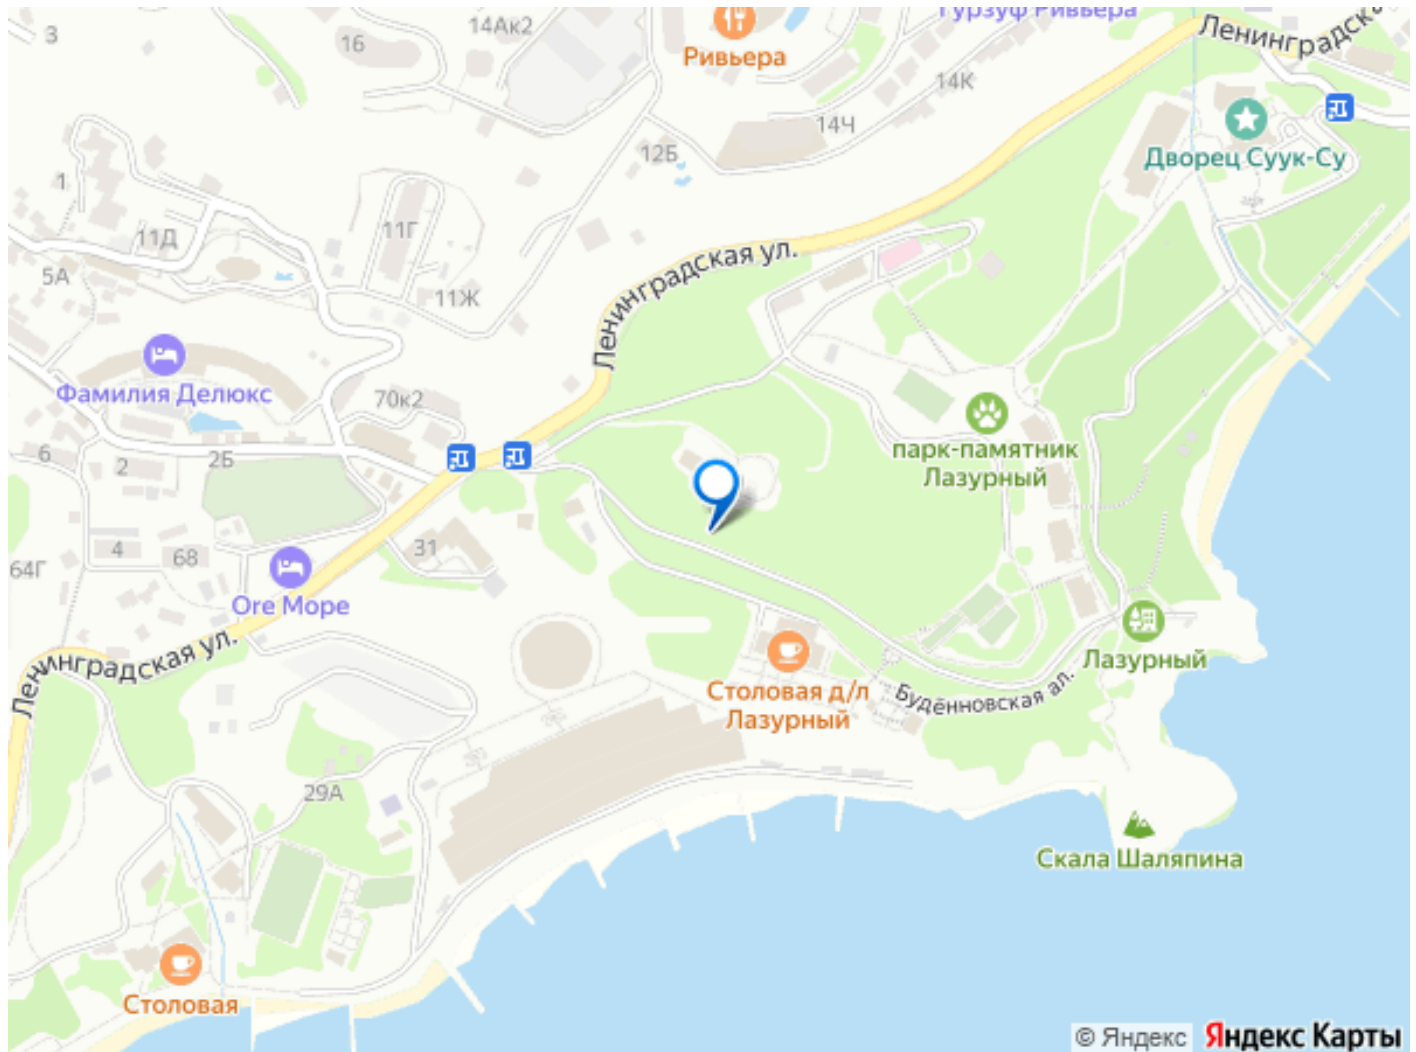 Гурзуф Ривьера
Ленинградская
14Ак2
16
3
Ривьера
14К
14Ч
12Б
Дворец Суук-Су
1
11Д
11Г
5А
11Ж
Ленинградская ул.
Фамилия Делюкс
70к2
6
2
2Б
парк-памятник
Лазурный
4
68
31
64Г
Ore Море
Ленинградская ул.
Лазурный
Столовая д/л
Лазурный
Будённовская ал.
29А
Скала Шаляпина
Столовая
© Яндекс Яндекс Карты